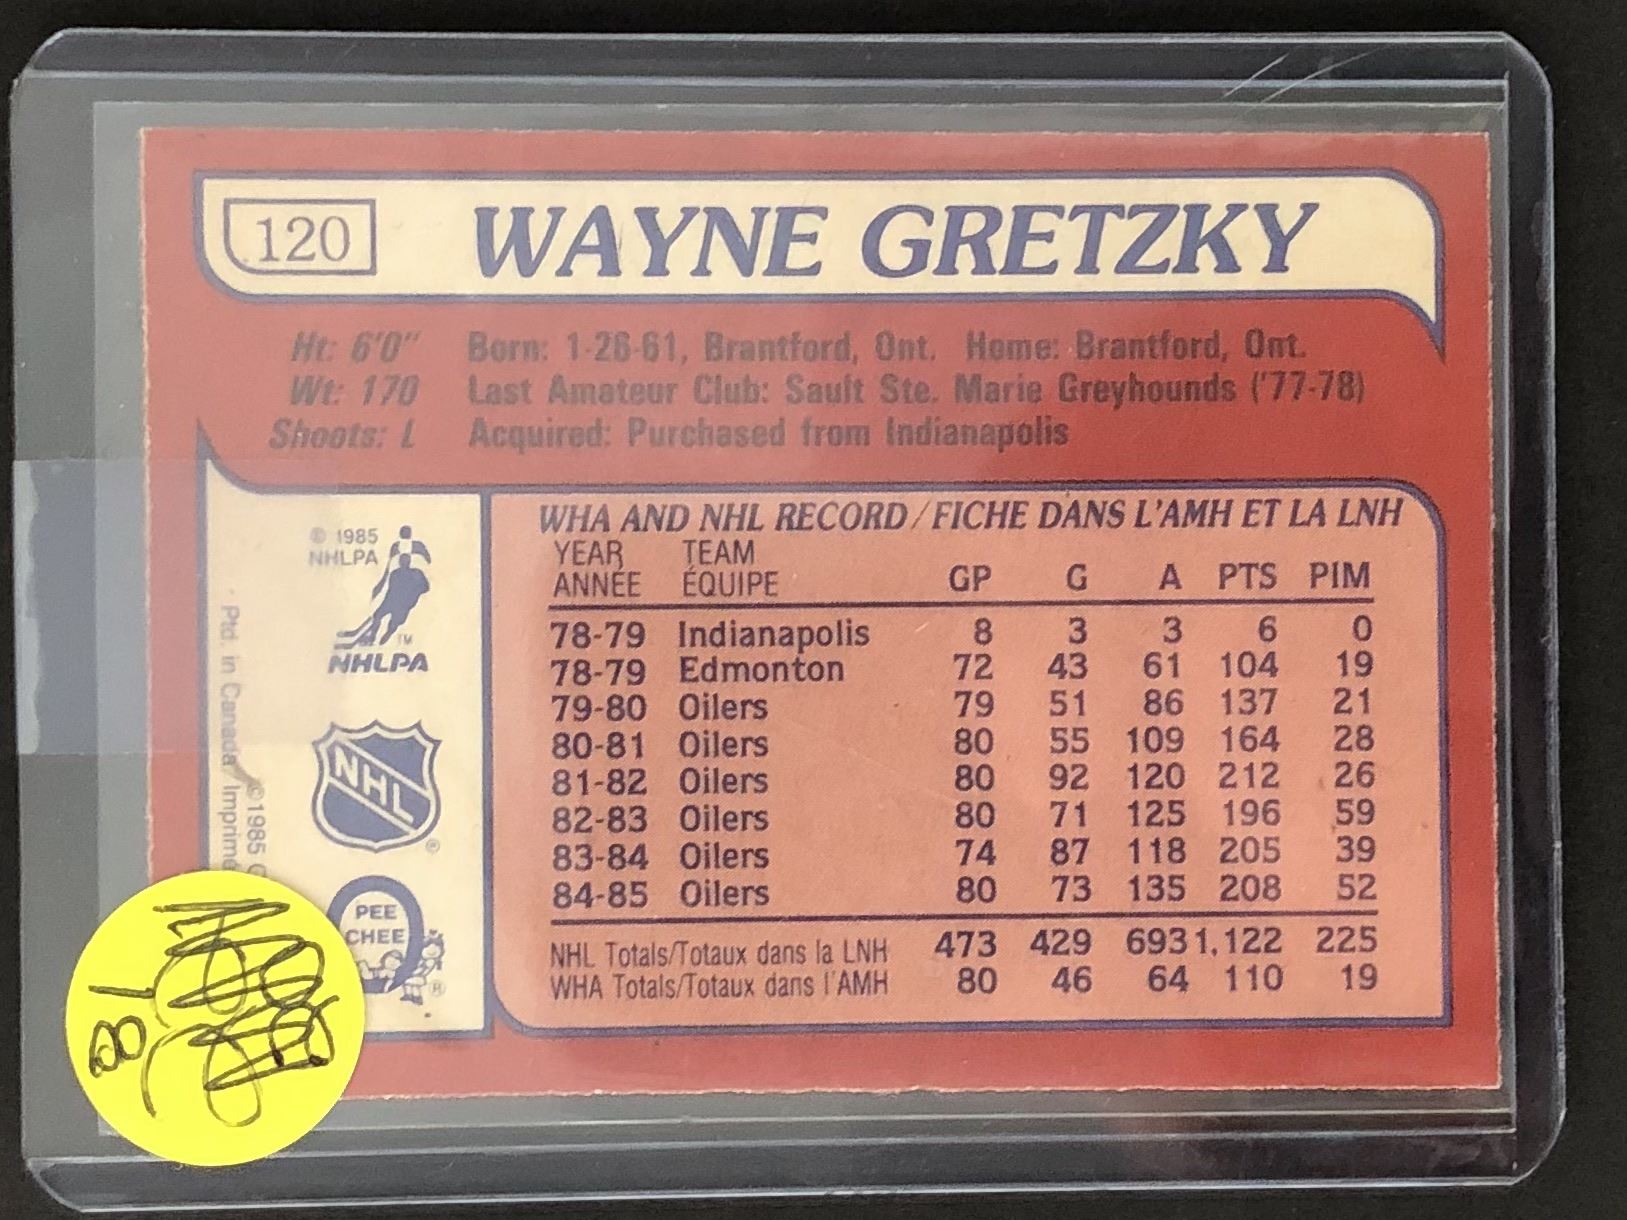 120 WAYNE GRETZKY
Ht: 6'0" Born: 1-26-61, Brantford, Ont. Home: Brantford, Ont.
Wt: 170 Last Amateur Club: Sault Ste. Marie Greyhounds ('77-78)
Shoots: L Acquired: Purchased from Indianapolis
© 1985
NHLPA
TM
NHLPA
NHL
®
PEE
CHEE
®
Ptd. in Canada/Imprimé
©1985
WHA AND NHL RECORD/FICHE DANS L'AMH ET LA LNH
YEAR TEAM
ANNÉE ÉQUIPE GP G A PTS PIM
78-79 Indianapolis 8 3 3 6 0
78-79 Edmonton 72 43 61 104 19
79-80 Oilers 79 51 86 137 21
80-81 Oilers 80 55 109 164 28
81-82 Oilers 80 92 120 212 26
82-83 Oilers 80 71 125 196 59
83-84 Oilers 74 87 118 205 39
84-85 Oilers 80 73 135 208 52
NHL Totals/Totaux dans la LNH 473 429 693 1,122 225
WHA Totals/Totaux dans l'AMH 80 46 64 110 19